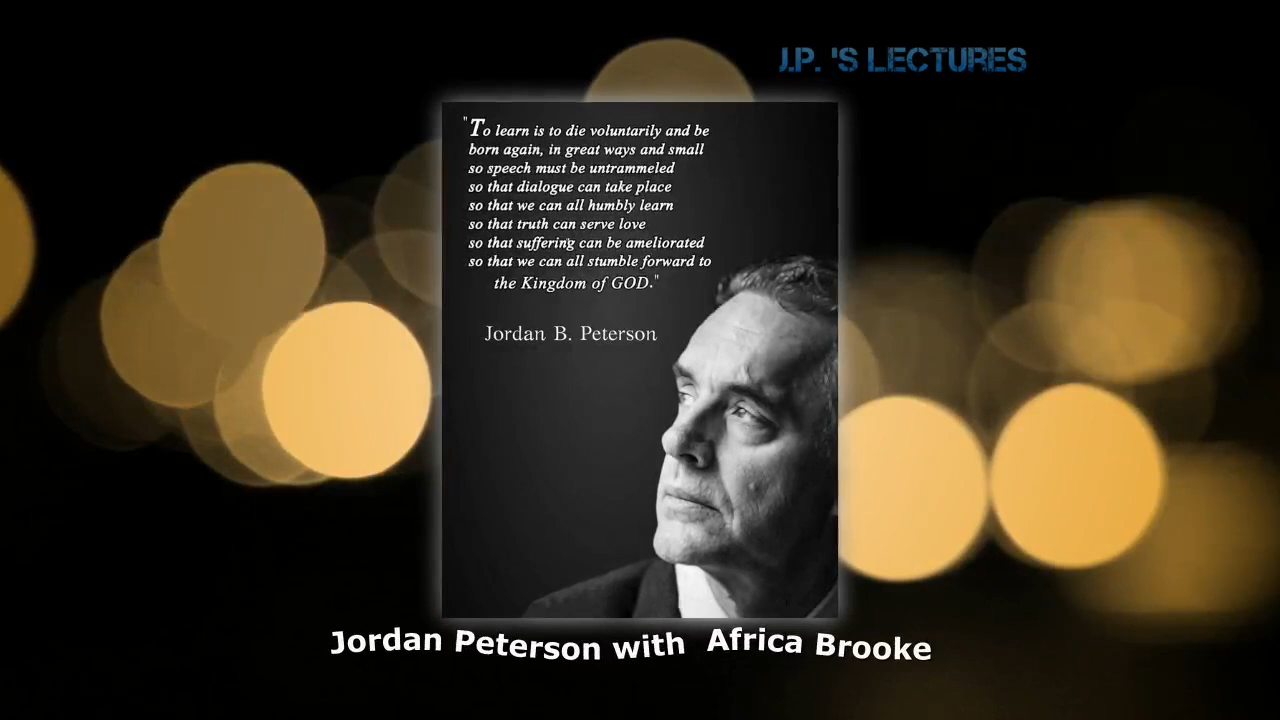 J.P. 'S LECTURES
"To learn is to die voluntarily and be
born again, in great ways and small
so speech must be untrammeled
so that dialogue can take place
so that we can all humbly learn
so that truth can serve love
so that suffering can be ameliorated
so that we can all stumble forward to
the Kingdom of GOD."
Jordan B. Peterson
Jordan Peterson with Africa Brooke